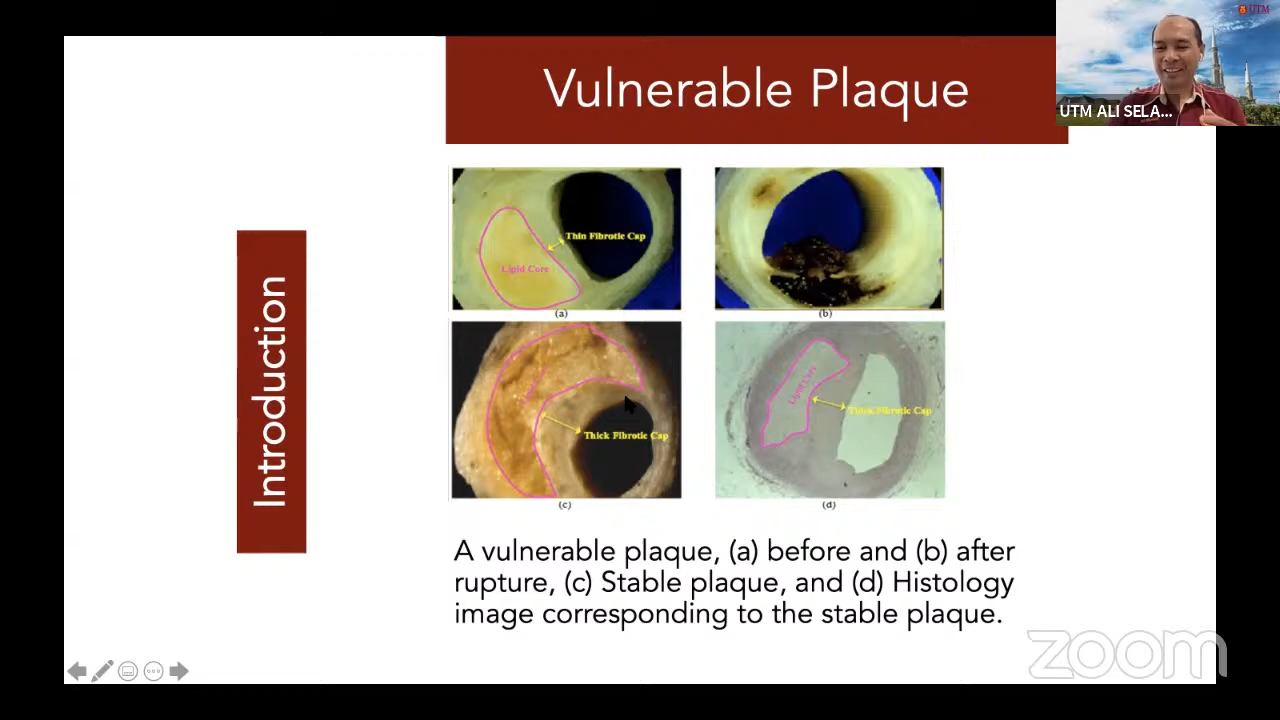 Vulnerable Plaque
UTM
UTM ALI SELA...
Introduction
Thin Fibrotic Cap
Lipid Core
(a)
(b)
Thick Fibrotic Cap
Lipid Core
Thick Fibrotic Cap
(c)
(d)
A vulnerable plaque, (a) before and (b) after
rupture, (c) Stable plaque, and (d) Histology
image corresponding to the stable plaque.
zoom